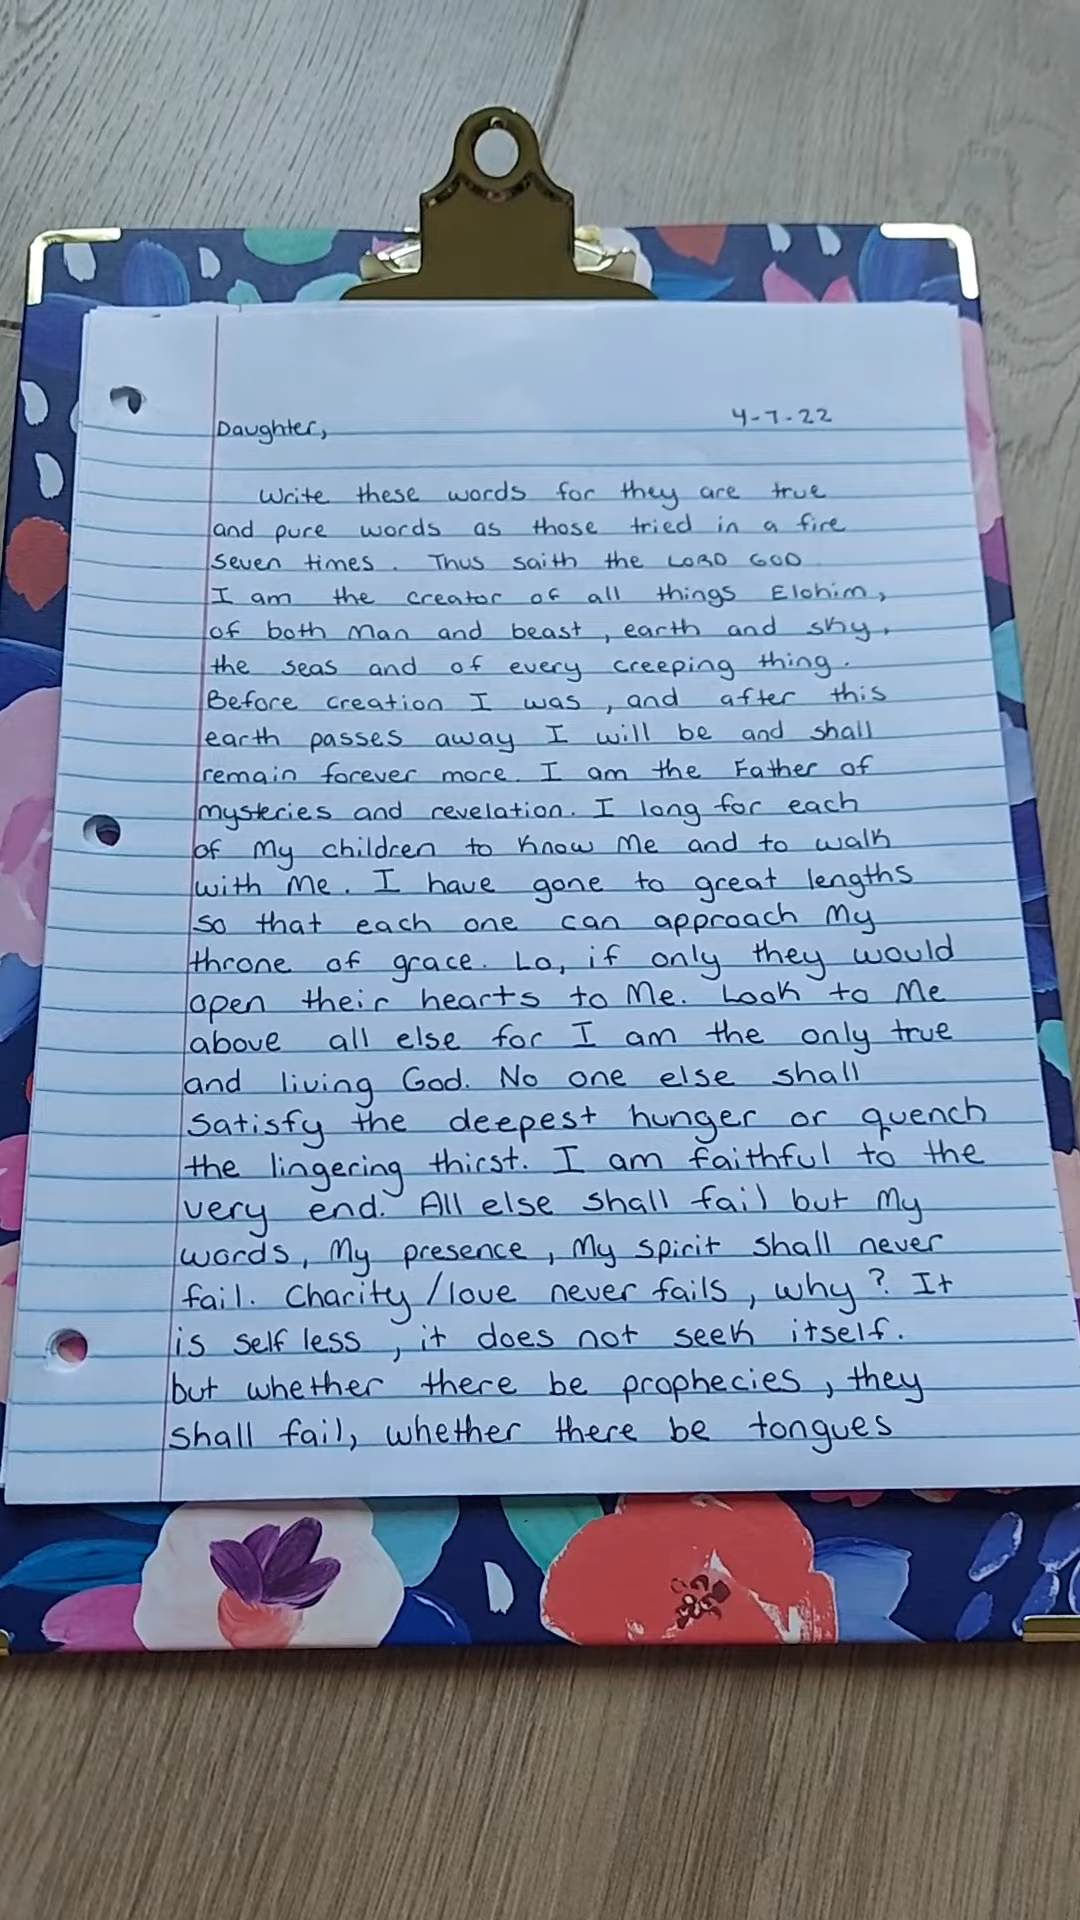 4-7-22
Daughter,
Write these words for they are true
and pure words as those tried in a fire
seven times. Thus saith the LORD GOD
I am the creator of all things Elohim,
of both Man and beast, earth and sky,
the seas and of every creeping thing.
Before creation I was, and after this
earth passes away I will be and shall
remain forever more. I am the Father of
mysteries and revelation. I long for each
of My children to know Me and to walk
with Me. I have gone to great lengths
so that each one can approach My
throne of grace. Lo, if only they would
open their hearts to Me. Look to Me
above all else for I am the only true
and living God. No one else shall
satisfy the deepest hunger or quench
the lingering thirst. I am faithful to the
very end. All else shall fail but My
words, My presence, My spirit shall never
fail. Charity/love never fails, why? It
is self less, it does not seek itself.
but whether there be prophecies, they
shall fail, whether there be tongues